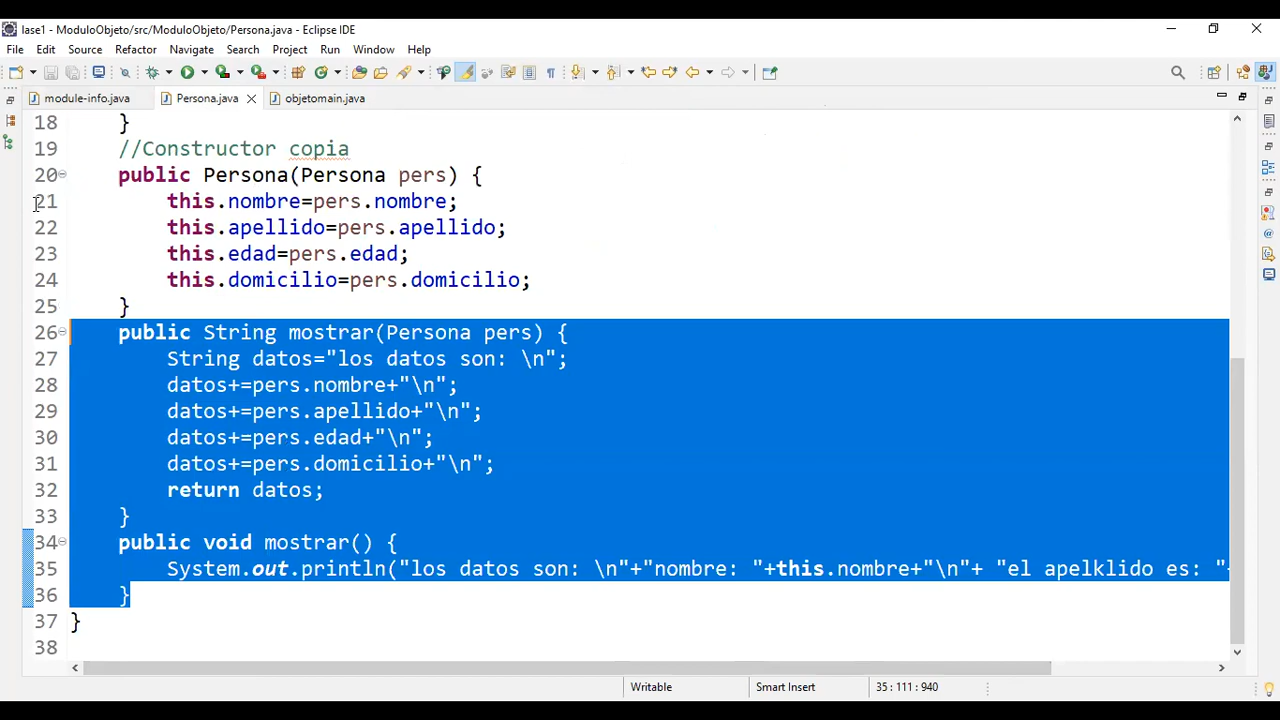 lase1 - ModuloObjeto/src/ModuloObjeto/Persona.java - Eclipse IDE
File Edit Source Refactor Navigate Search Project Run Window Help
module-info.java Persona.java objetomain.java
18 }
19 //Constructor copia
20 public Persona(Persona pers) {
21 this.nombre=pers.nombre;
22 this.apellido=pers.apellido;
23 this.edad=pers.edad;
24 this.domicilio=pers.domicilio;
25 }
26 public String mostrar(Persona pers) {
27 String datos="los datos son: \n";
28 datos+=pers.nombre+"\n";
29 datos+=pers.apellido+"\n";
30 datos+=pers.edad+"\n";
31 datos+=pers.domicilio+"\n";
32 return datos;
33 }
34 public void mostrar() {
35 System.out.println("los datos son: \n"+"nombre: "+this.nombre+"\n"+ "el apelklido es: "+
36 }
37 }
38
Writable Smart Insert 35 : 111 : 940